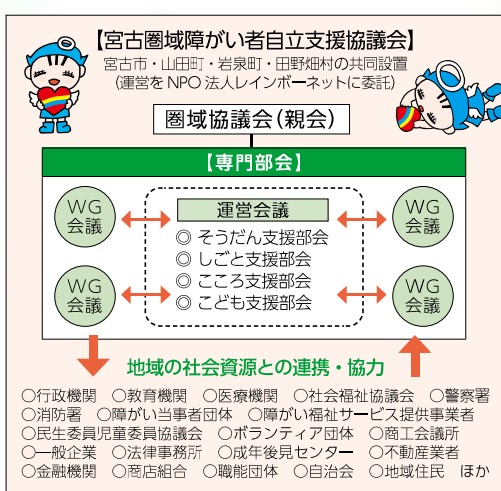 【宮古圏域障がい者自立支援協議会】
宮古市・山田町・岩泉町・田野畑村の共同設置
(運営をNPO法人レインボーネットに委託)
圏域協議会(親会)
【専門部会】
WG会議
WG会議
運営会議
◎ そうだん支援部会
◎ しごと支援部会
◎ こころ支援部会
◎ こども支援部会
WG会議
WG会議
地域の社会資源との連携・協力
○行政機関 ○教育機関 ○医療機関 ○社会福祉協議会 ○警察署
○消防署 ○障がい当事者団体 ○障がい福祉サービス提供事業者
○民生委員児童委員協議会 ○ボランティア団体 ○商工会議所
○一般企業 ○法律事務所 ○成年後見センター ○不動産業者
○金融機関 ○商店組合 ○職能団体 ○自治会 ○地域住民 ほか